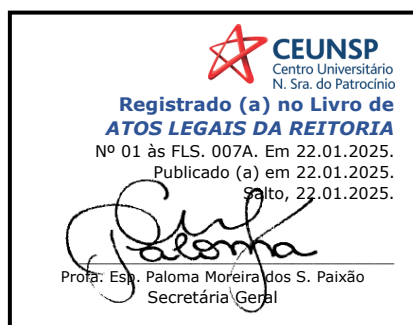 CEUNSP
Centro Universitário
N. Sra. do Patrocínio
Registrado (a) no Livro de
ATOS LEGAIS DA REITORIA
Nº 01 às FLS. 007A. Em 22.01.2025.
Publicado (a) em 22.01.2025.
Salto, 22.01.2025.
Paloma
Profa. Esp. Paloma Moreira dos S. Paixão
Secretária Geral